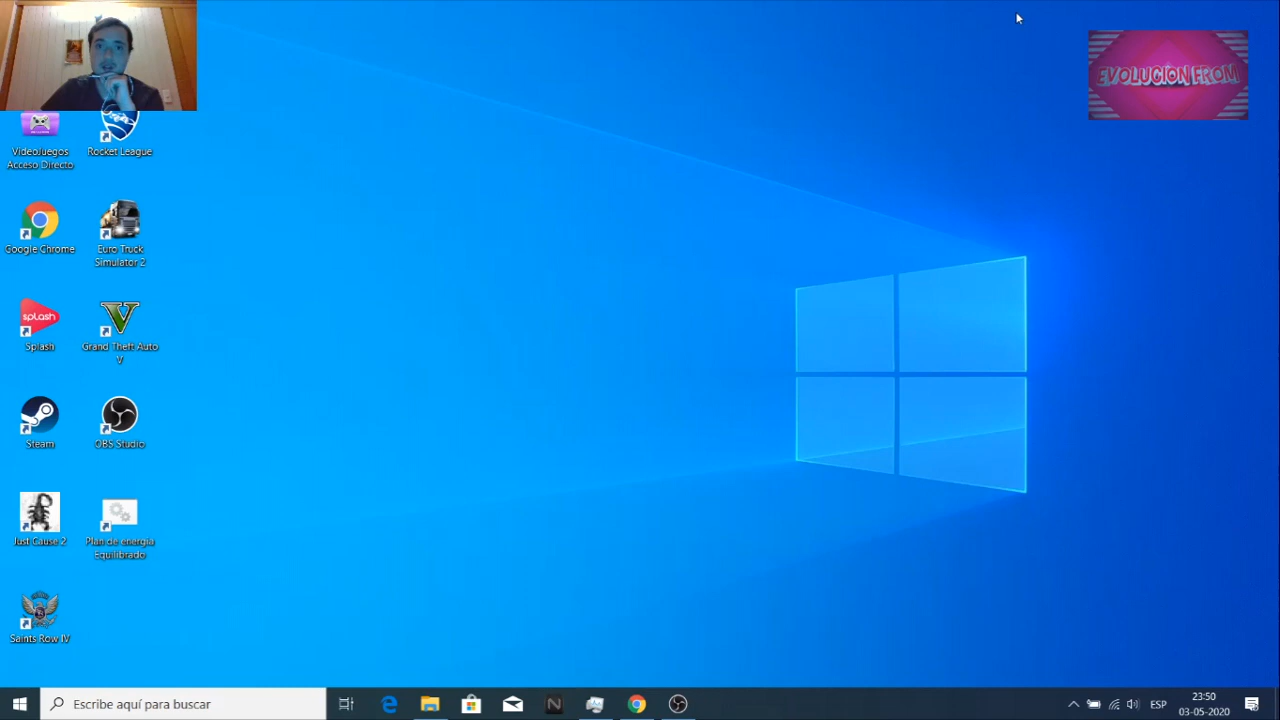 EVOLUCION FROM
VideoJuegos
Acceso Directo
Rocket League
Google Chrome
Euro Truck
Simulator 2
splash
Splash
Grand Theft Auto
V
Steam
OBS Studio
Just Cause 2
Plan de energia
Equilibrado
Saints Row IV
Escribe aquí para buscar
N
ESP
23:50
03-05-2020